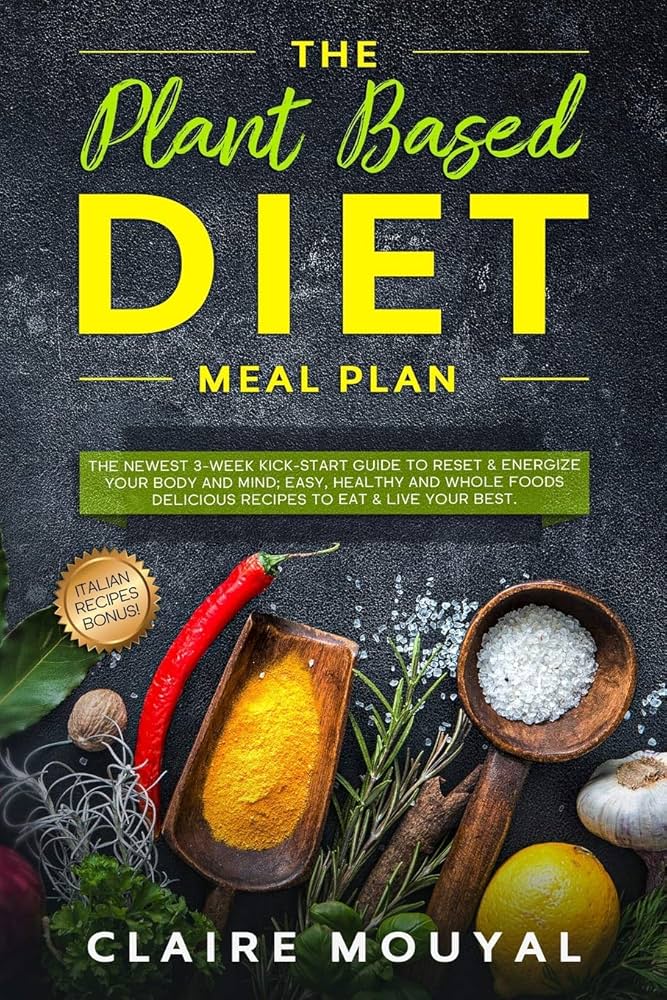 THE
Plant Based
DIET
MEAL PLAN
THE NEWEST 3-WEEK KICK-START GUIDE TO RESET & ENERGIZE
YOUR BODY AND MIND; EASY, HEALTHY AND WHOLE FOODS
DELICIOUS RECIPES TO EAT & LIVE YOUR BEST.
ITALIAN
RECIPES
BONUS!
CLAIRE MOUYAL